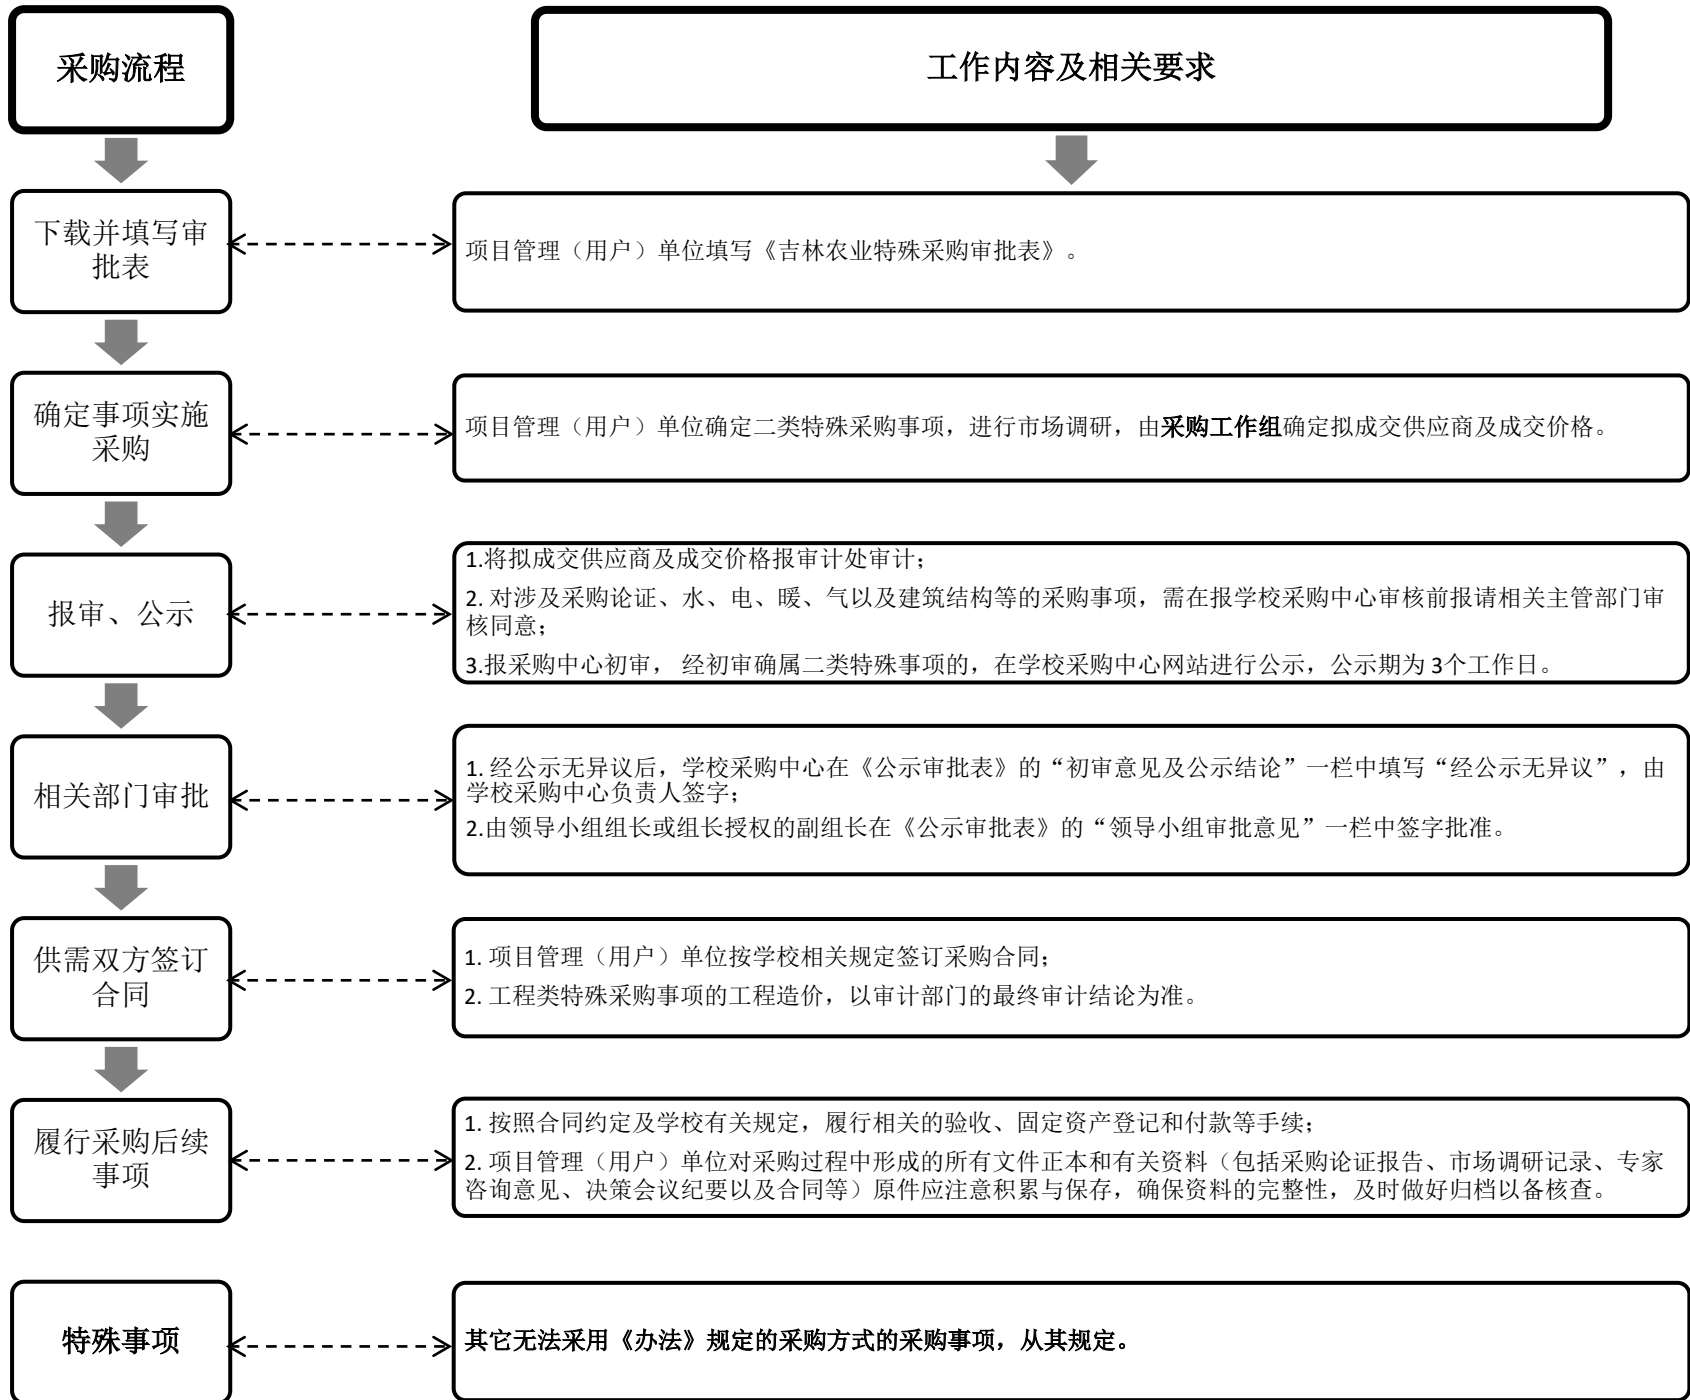 采购流程
工作内容及相关要求
下载并填写审
批表
项目管理（用户）单位填写《吉林农业特殊采购审批表》。
确定事项实施
采购
项目管理（用户）单位确定二类特殊采购事项，进行市场调研，由采购工作组确定拟成交供应商及成交价格。
报审、公示
1.将拟成交供应商及成交价格报审计处审计；
2. 对涉及采购论证、水、电、暖、气以及建筑结构等的采购事项，需在报学校采购中心审核前报请相关主管部门审
核同意；
3.报采购中心初审， 经初审确属二类特殊事项的，在学校采购中心网站进行公示，公示期为 3个工作日。
相关部门审批
1. 经公示无异议后，学校采购中心在《公示审批表》的“初审意见及公示结论”一栏中填写“经公示无异议”，由
学校采购中心负责人签字；
2.由领导小组组长或组长授权的副组长在《公示审批表》的“领导小组审批意见”一栏中签字批准。
供需双方签订
合同
1. 项目管理（用户）单位按学校相关规定签订采购合同；
2. 工程类特殊采购事项的工程造价，以审计部门的最终审计结论为准。
履行采购后续
事项
1. 按照合同约定及学校有关规定，履行相关的验收、固定资产登记和付款等手续；
2. 项目管理（用户）单位对采购过程中形成的所有文件正本和有关资料（包括采购论证报告、市场调研记录、专家
咨询意见、决策会议纪要以及合同等）原件应注意积累与保存，确保资料的完整性，及时做好归档以备核查。
特殊事项
其它无法采用《办法》规定的采购方式的采购事项，从其规定。